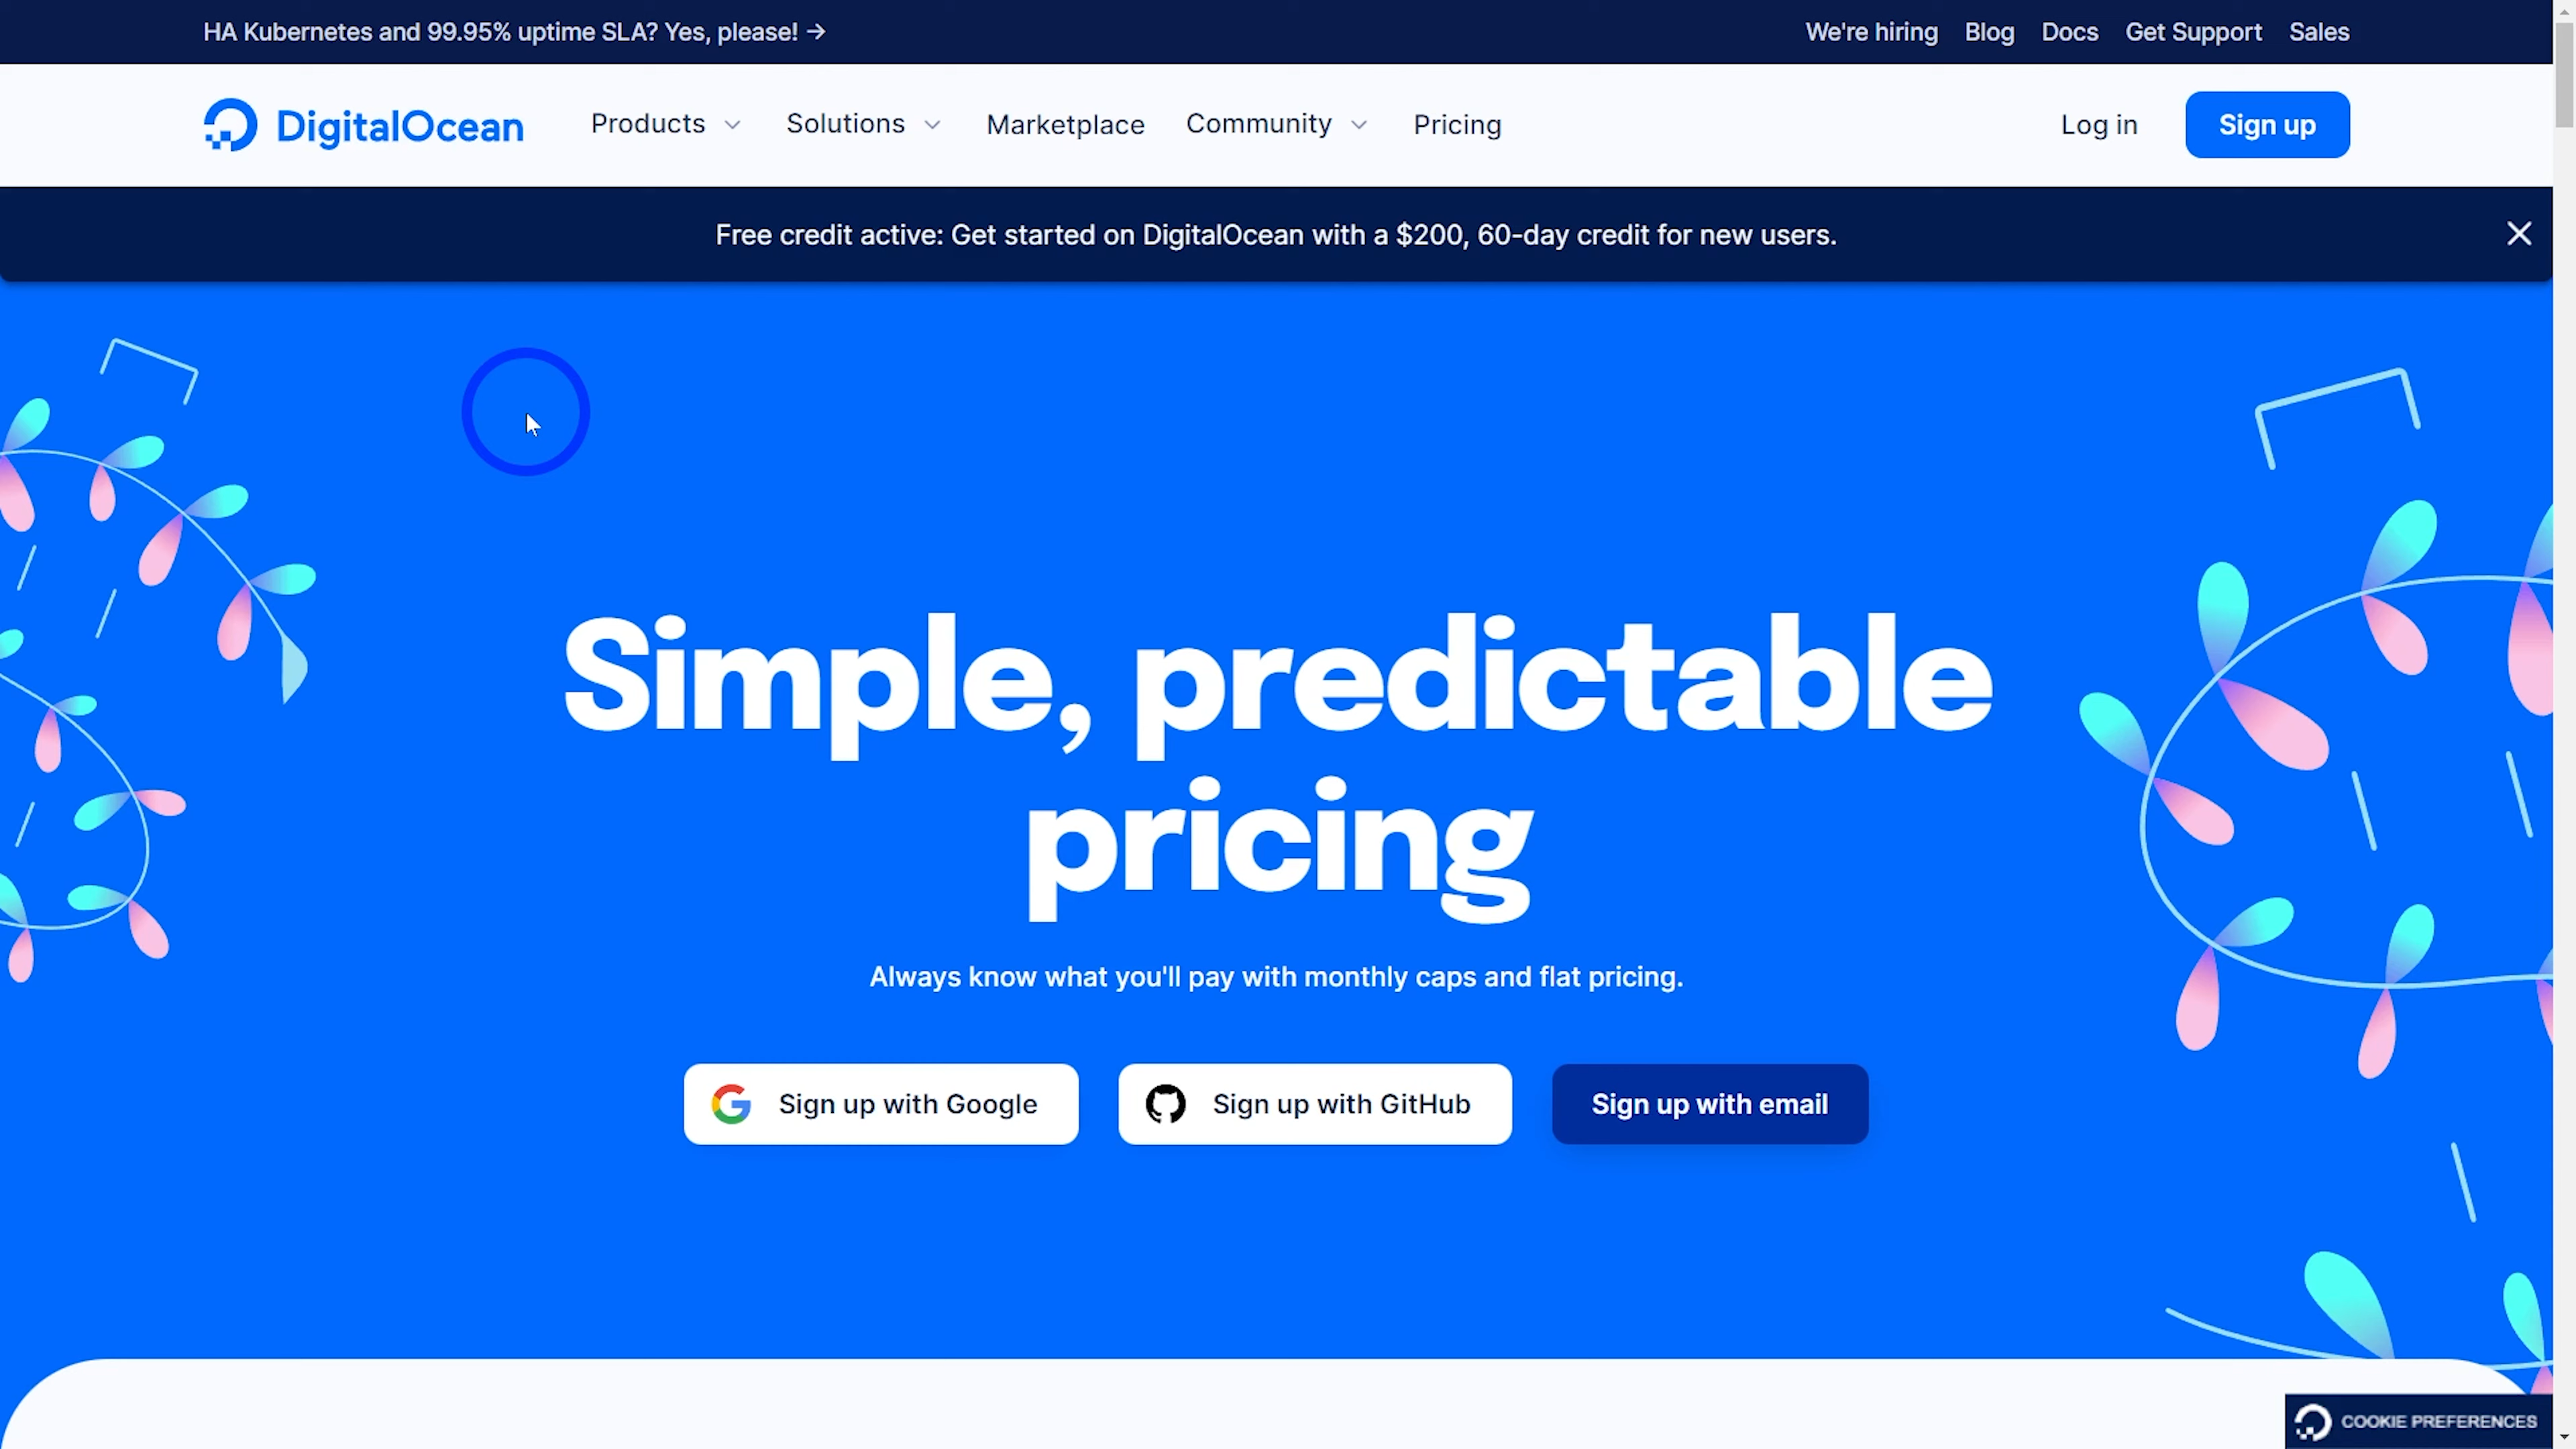 HA Kubernetes and 99.95% uptime SLA? Yes, please! →
We're hiring Blog Docs Get Support Sales
DigitalOcean Products Solutions Marketplace Community Pricing Log in Sign up
Free credit active: Get started on DigitalOcean with a $200, 60-day credit for new users.
Simple, predictable
pricing
Always know what you'll pay with monthly caps and flat pricing.
Sign up with Google Sign up with GitHub Sign up with email
COOKIE PREFERENCES